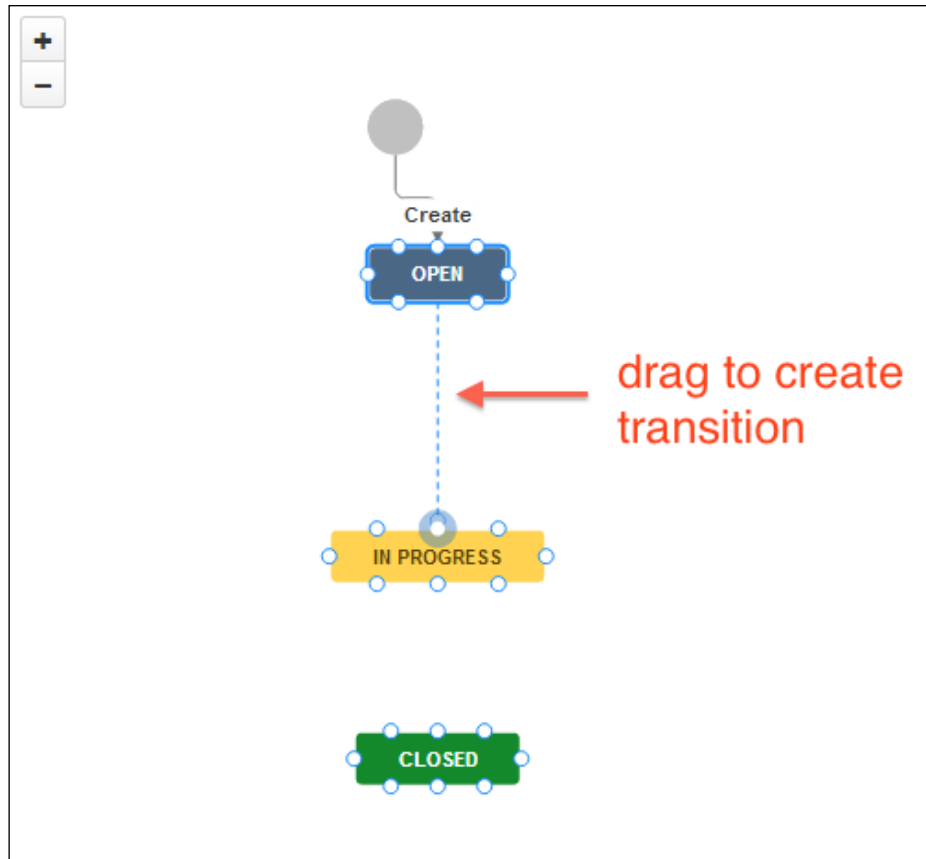 +
−
Create
OPEN
drag to create
transition
IN PROGRESS
CLOSED